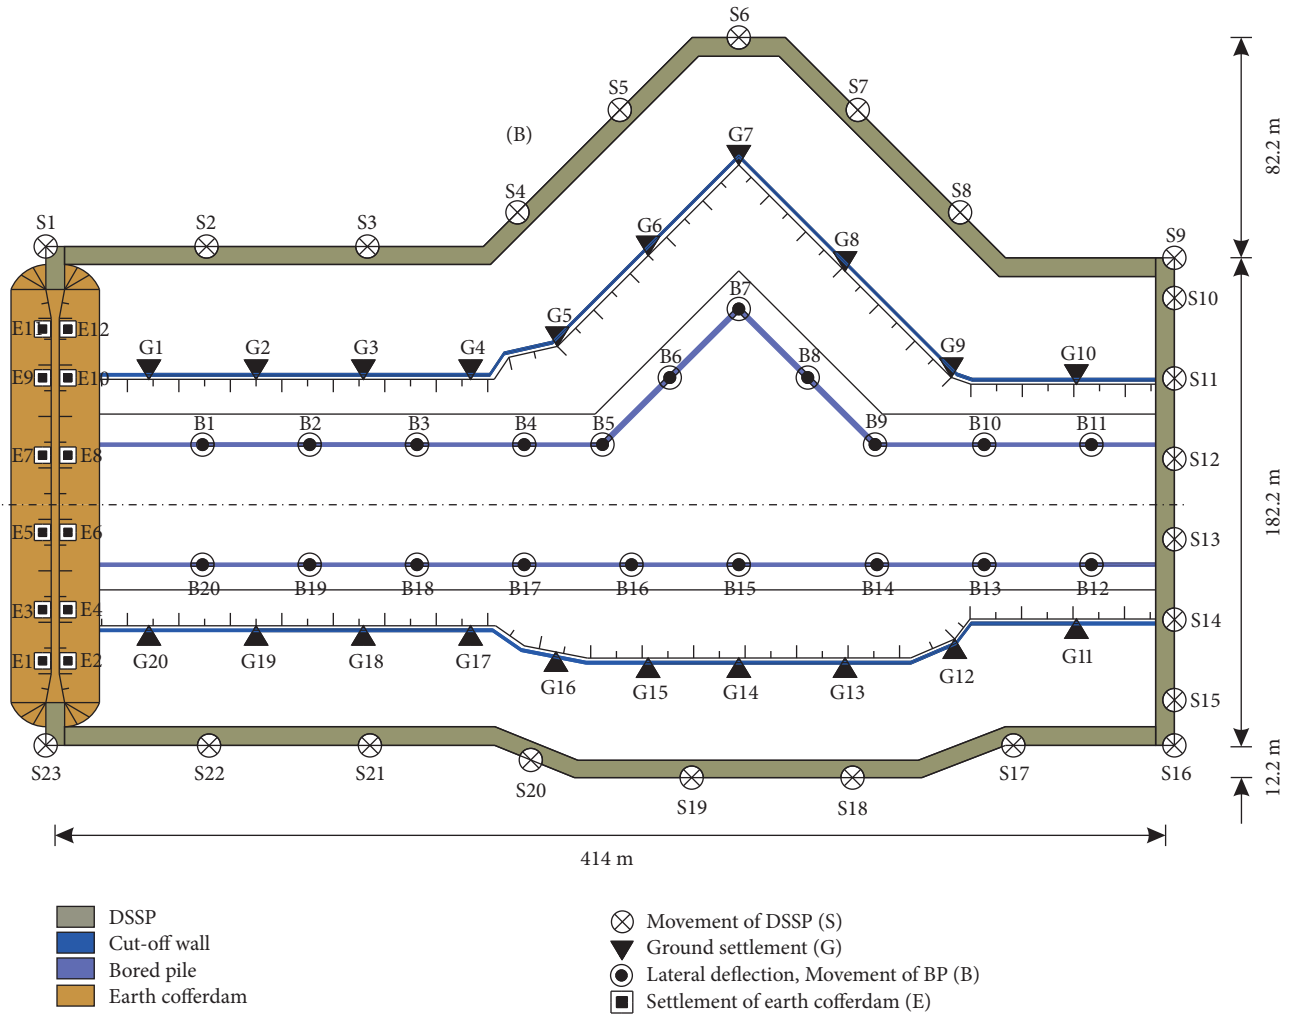 S6
S5
S7
82.2 m
(B)
G7
S4
S8
S1
S2
S3
G6
G8
S9
S10
B7
G5
E11
E12
G1
G2
G3
G4
B6
B8
G9
G10
E9
E10
S11
B1
B2
B3
B4
B5
B9
B10
B11
E7
E8
S12
182.2 m
E5
E6
S13
B20
B19
B18
B17
B16
B15
B14
B13
B12
E3
E4
S14
G20
G19
G18
G17
G16
G15
G14
G13
G12
G11
E1
E2
S15
S23
S22
S21
S20
S19
S18
S17
S16
12.2 m
414 m
DSSP
Cut-off wall
Bored pile
Earth cofferdam
Movement of DSSP (S)
Ground settlement (G)
Lateral deflection, Movement of BP (B)
Settlement of earth cofferdam (E)